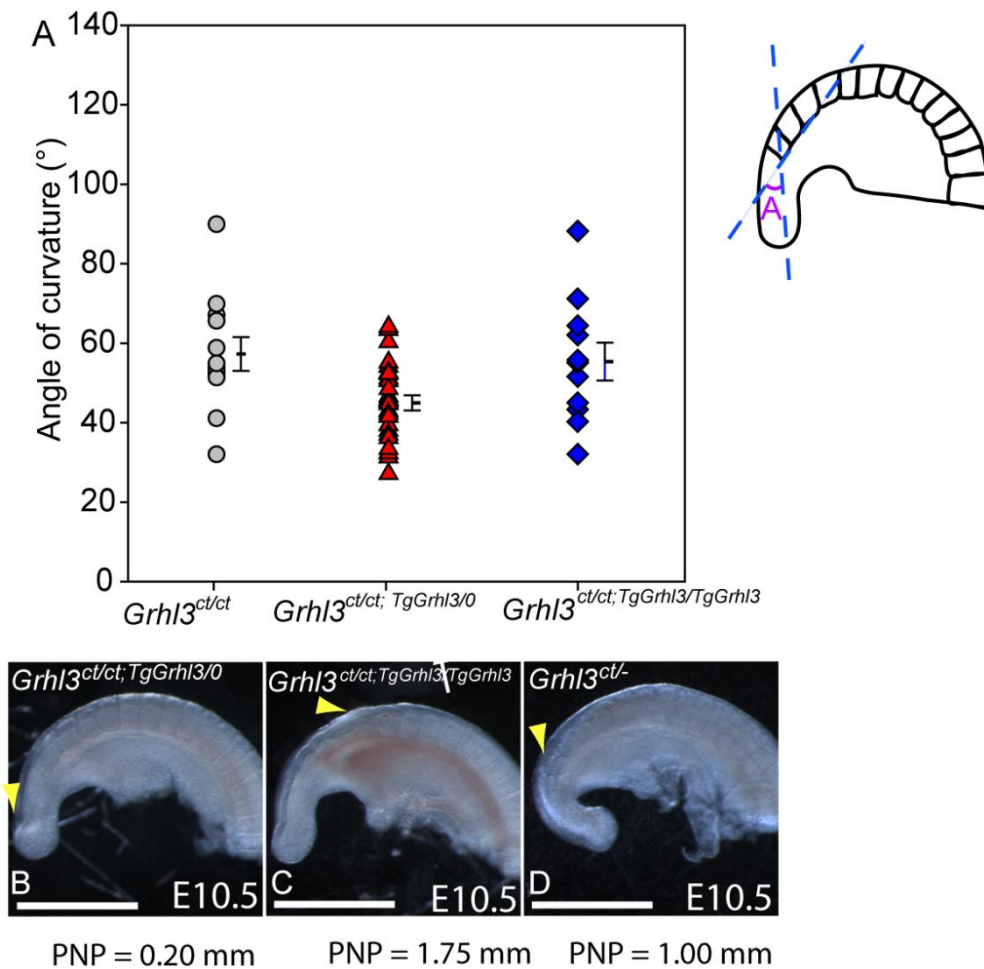 A
140
120
100
80
60
40
20
0
Angle of curvature (°)
Grhl3ct/ct
Grhl3ct/ct; TgGrhl3/0
Grhl3ct/ct;TgGrhl3/TgGrhl3
A
Grhl3ct/ct;TgGrhl3/0
B
E10.5
Grhl3ct/ct;TgGrhl3/TgGrhl3
C
E10.5
Grhl3ct/-
D
E10.5
PNP = 0.20 mm
PNP = 1.75 mm
PNP = 1.00 mm